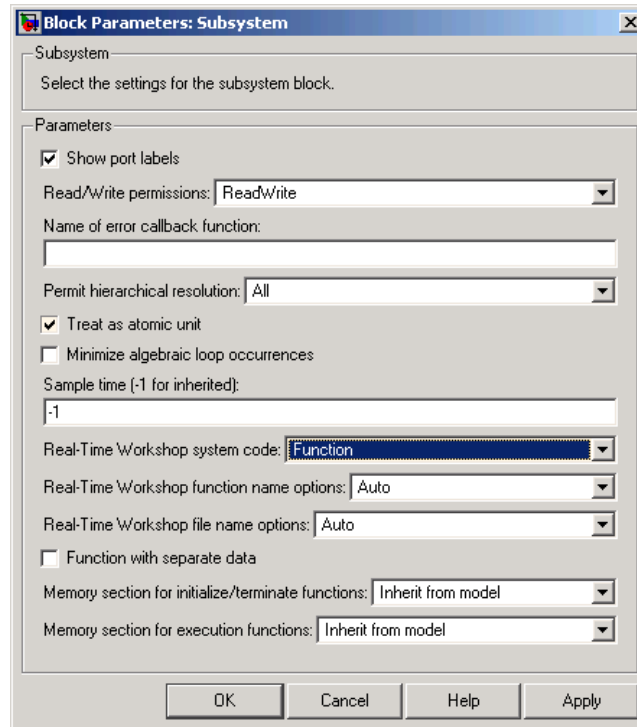 Block Parameters: Subsystem
Subsystem
Select the settings for the subsystem block.
Parameters
Show port labels
Read/Write permissions: ReadWrite
Name of error callback function:
Permit hierarchical resolution: All
Treat as atomic unit
Minimize algebraic loop occurrences
Sample time (-1 for inherited):
-1
Real-Time Workshop system code: Function
Real-Time Workshop function name options: Auto
Real-Time Workshop file name options: Auto
Function with separate data
Memory section for initialize/terminate functions: Inherit from model
Memory section for execution functions: Inherit from model
OK Cancel Help Apply